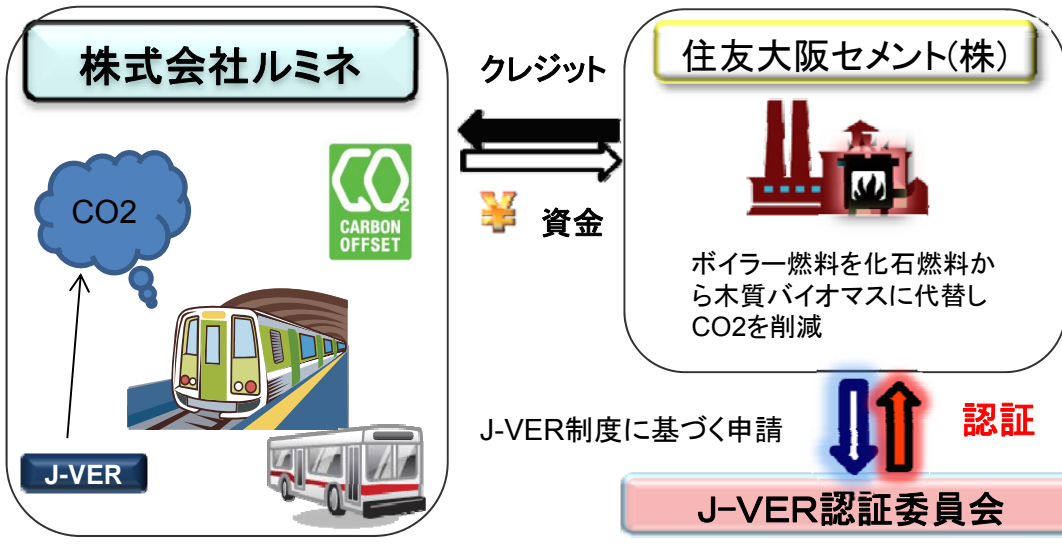 株式会社ルミネ
CO2
CO2
CARBON
OFFSET
J-VER
クレジット
¥ 資金
住友大阪セメント(株)
ボイラー燃料を化石燃料か
ら木質バイオマスに代替し
CO2を削減
J-VER制度に基づく申請
認証
J-VER認証委員会